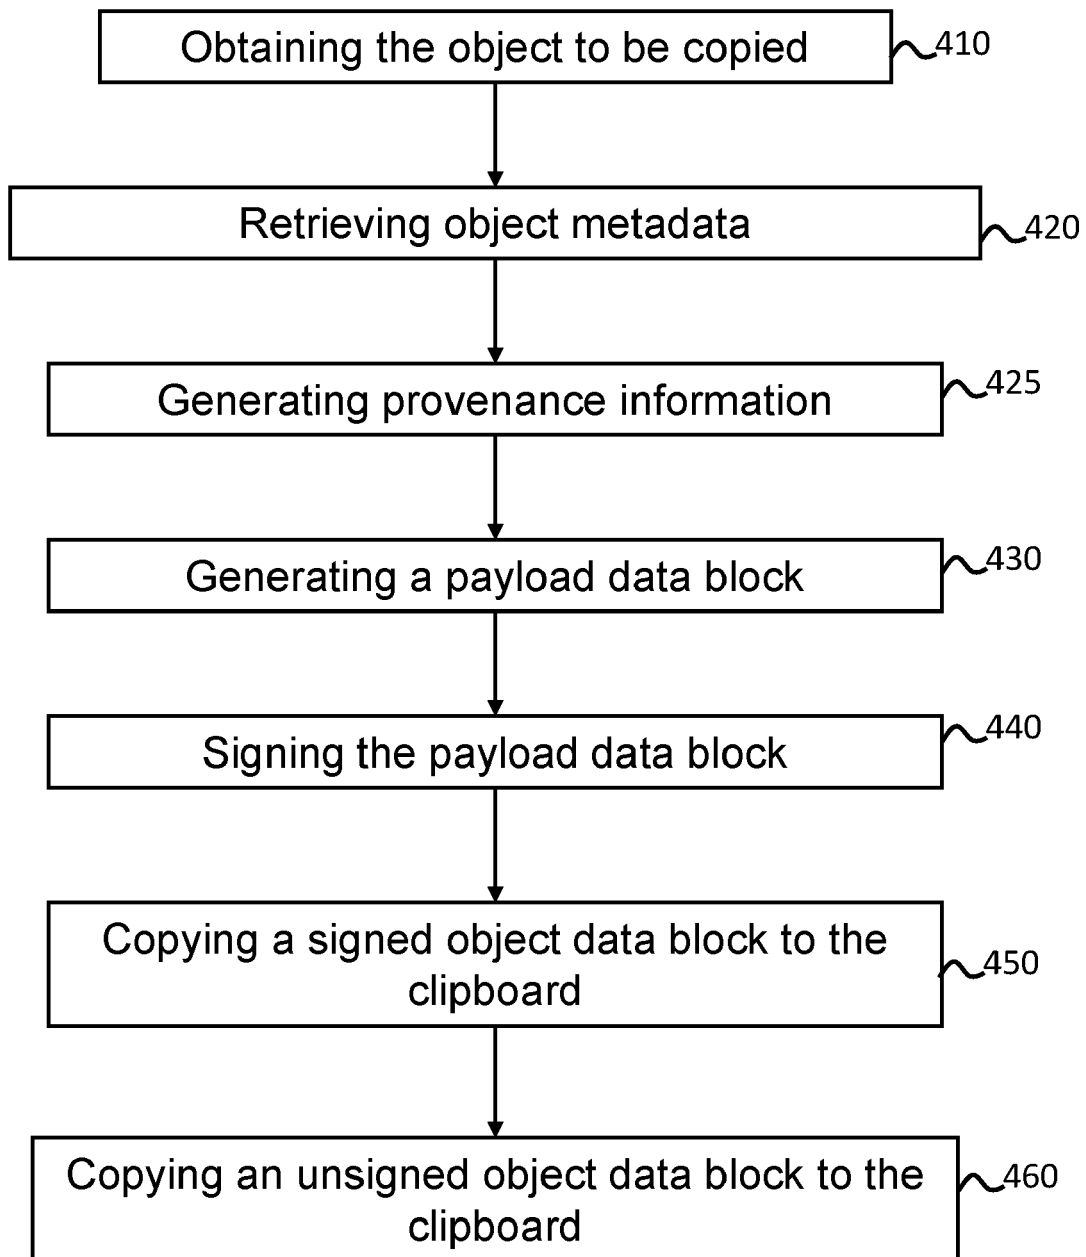 Obtaining the object to be copied
410
Retrieving object metadata
420
Generating provenance information
425
Generating a payload data block
430
Signing the payload data block
440
Copying a signed object data block to the
clipboard
450
Copying an unsigned object data block to the
clipboard
460